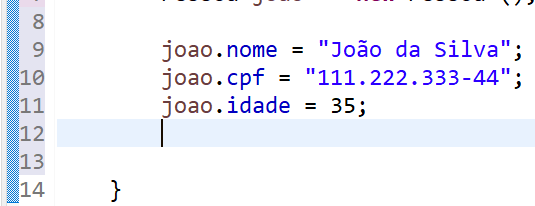 8
9 joao.nome = "João da Silva";
10 joao.cpf = "111.222.333-44";
11 joao.idade = 35;
12
13
14 }